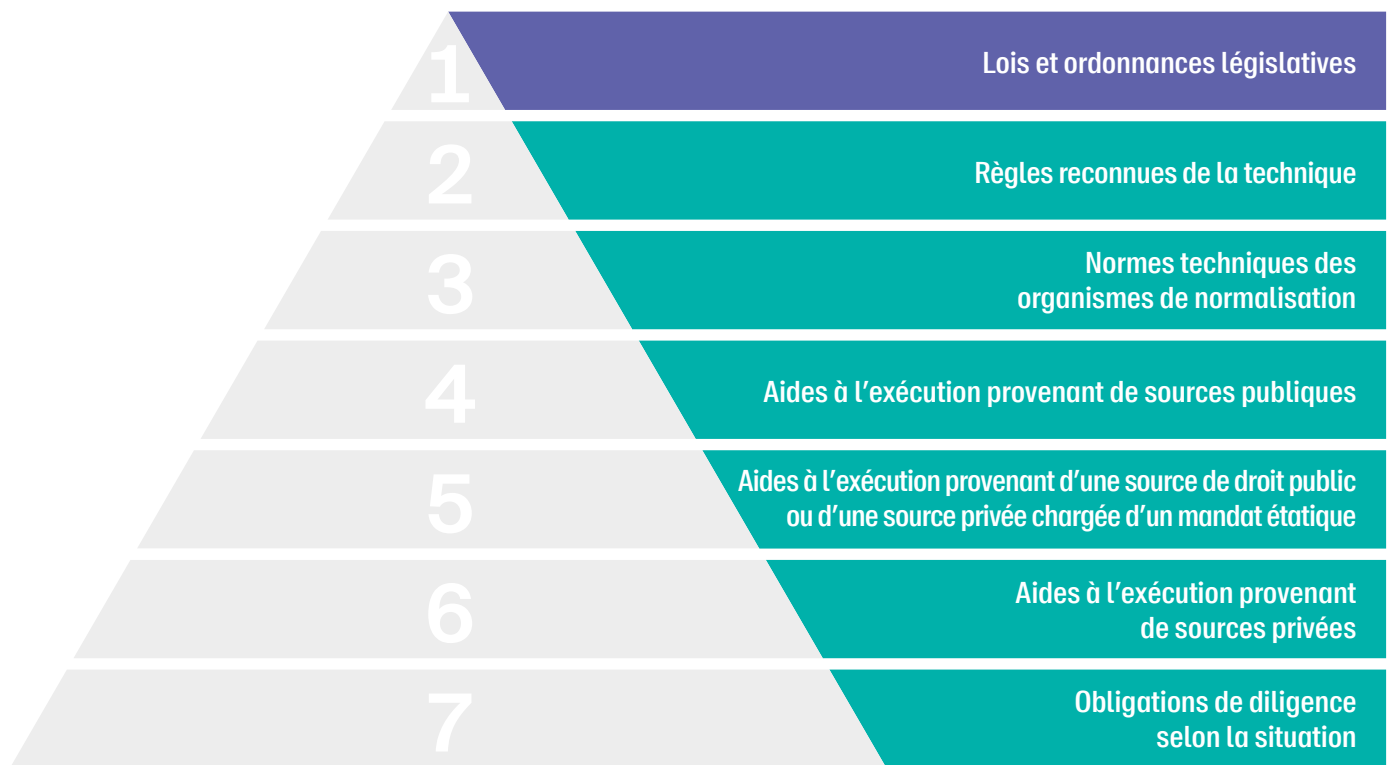 1
Lois et ordonnances législatives
2
Règles reconnues de la technique
3
Normes techniques des
organismes de normalisation
4
Aides à l’exécution provenant de sources publiques
5
Aides à l’exécution provenant d’une source de droit public
ou d’une source privée chargée d’un mandat étatique
6
Aides à l’exécution provenant
de sources privées
7
Obligations de diligence
selon la situation